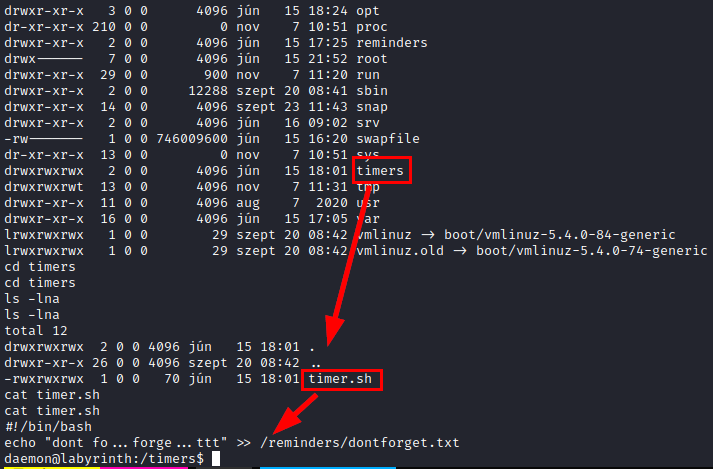 drwxr-xr-x   3 0 0      4096 jún   15 18:24 opt
dr-xr-xr-x 210 0 0         0 nov    7 10:51 proc
drwxr-xr-x   2 0 0      4096 jún   15 17:25 reminders
drwx------   7 0 0      4096 jún   15 21:52 root
drwxr-xr-x  29 0 0       900 nov    7 11:20 run
drwxr-xr-x   2 0 0     12288 szept 20 08:41 sbin
drwxr-xr-x  14 0 0      4096 szept 23 11:43 snap
drwxr-xr-x   2 0 0      4096 jún   16 09:02 srv
-rw-------   1 0 0 746009600 jún   15 16:20 swapfile
dr-xr-xr-x  13 0 0         0 nov    7 10:51 sys
drwxrwxrwx   2 0 0      4096 jún   15 18:01 timers
drwxrwxrwt  13 0 0      4096 nov    7 11:31 tmp
drwxr-xr-x  11 0 0      4096 aug    7  2020 usr
drwxr-xr-x  16 0 0      4096 jún   15 17:05 var
lrwxrwxrwx   1 0 0        29 szept 20 08:42 vmlinuz -> boot/vmlinuz-5.4.0-84-generic
lrwxrwxrwx   1 0 0        29 szept 20 08:42 vmlinuz.old -> boot/vmlinuz-5.4.0-74-generic
cd timers
cd timers
ls -lna
ls -lna
total 12
drwxrwxrwx  2 0 0 4096 jún   15 18:01 .
drwxr-xr-x 26 0 0 4096 szept 20 08:42 ..
-rwxrwxrwx  1 0 0   70 jún   15 18:01 timer.sh
cat timer.sh
cat timer.sh
#!/bin/bash
echo "dont fo...forge...ttt" >> /reminders/dontforget.txt
daemon@labyrinth:/timers$